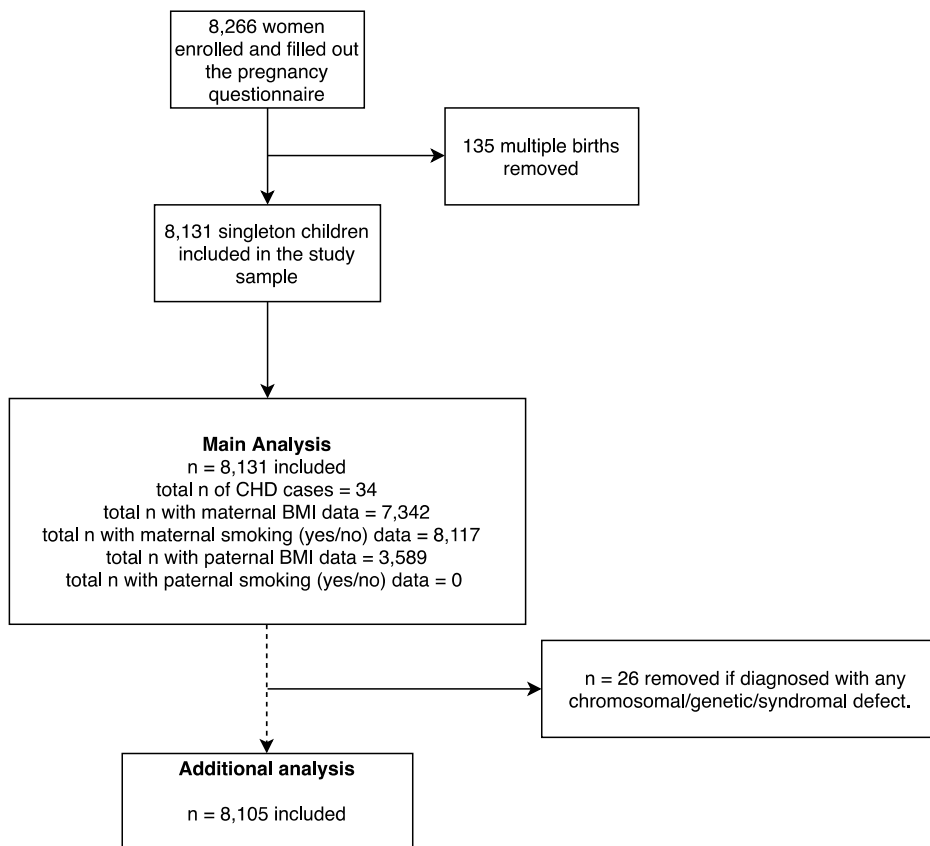 8,266 women
enrolled and filled out
the pregnancy
questionnaire
135 multiple births
removed
8,131 singleton children
included in the study
sample
Main Analysis
n = 8,131 included
total n of CHD cases = 34
total n with maternal BMI data = 7,342
total n with maternal smoking (yes/no) data = 8,117
total n with paternal BMI data = 3,589
total n with paternal smoking (yes/no) data = 0
n = 26 removed if diagnosed with any
chromosomal/genetic/syndromal defect.
Additional analysis
n = 8,105 included